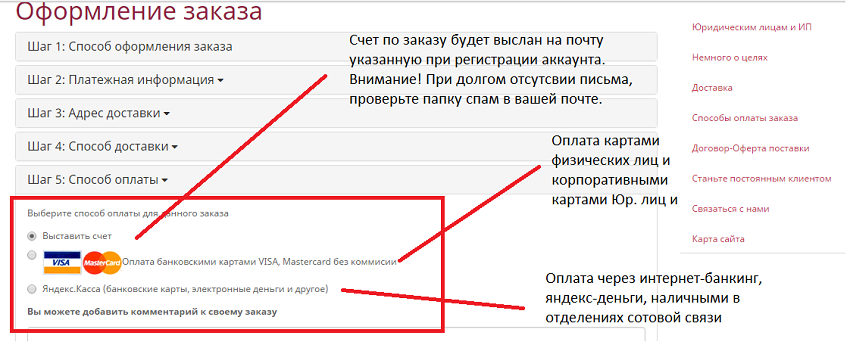 Оформление заказа
Шаг 1: Способ оформления заказа
Шаг 2: Платежная информация
Шаг 3: Адрес доставки
Шаг 4: Способ доставки
Шаг 5: Способ оплаты
Выберите способ оплаты для данного заказа
Выставить счет
VISA MasterCard Оплата банковскими картами VISA, Mastercard без коммисии
Яндекс.Касса (банковские карты, электронные деньги и другое)
Вы можете добавить комментарий к своему заказу
Счет по заказу будет выслан на почту
указанную при регистрации аккаунта.
Внимание! При долгом отсутсвии письма,
проверьте папку спам в вашей почте.
Оплата картами
физических лиц и
корпоративными
картами Юр. лиц и
Оплата через интернет-банкинг,
яндекс-деньги, наличными в
отделениях сотовой связи
Юридическим лицам и ИП
Немного о целях
Доставка
Способы оплаты заказа
Договор-Оферта поставки
Станьте постоянным клиентом
Связаться с нами
Карта сайта